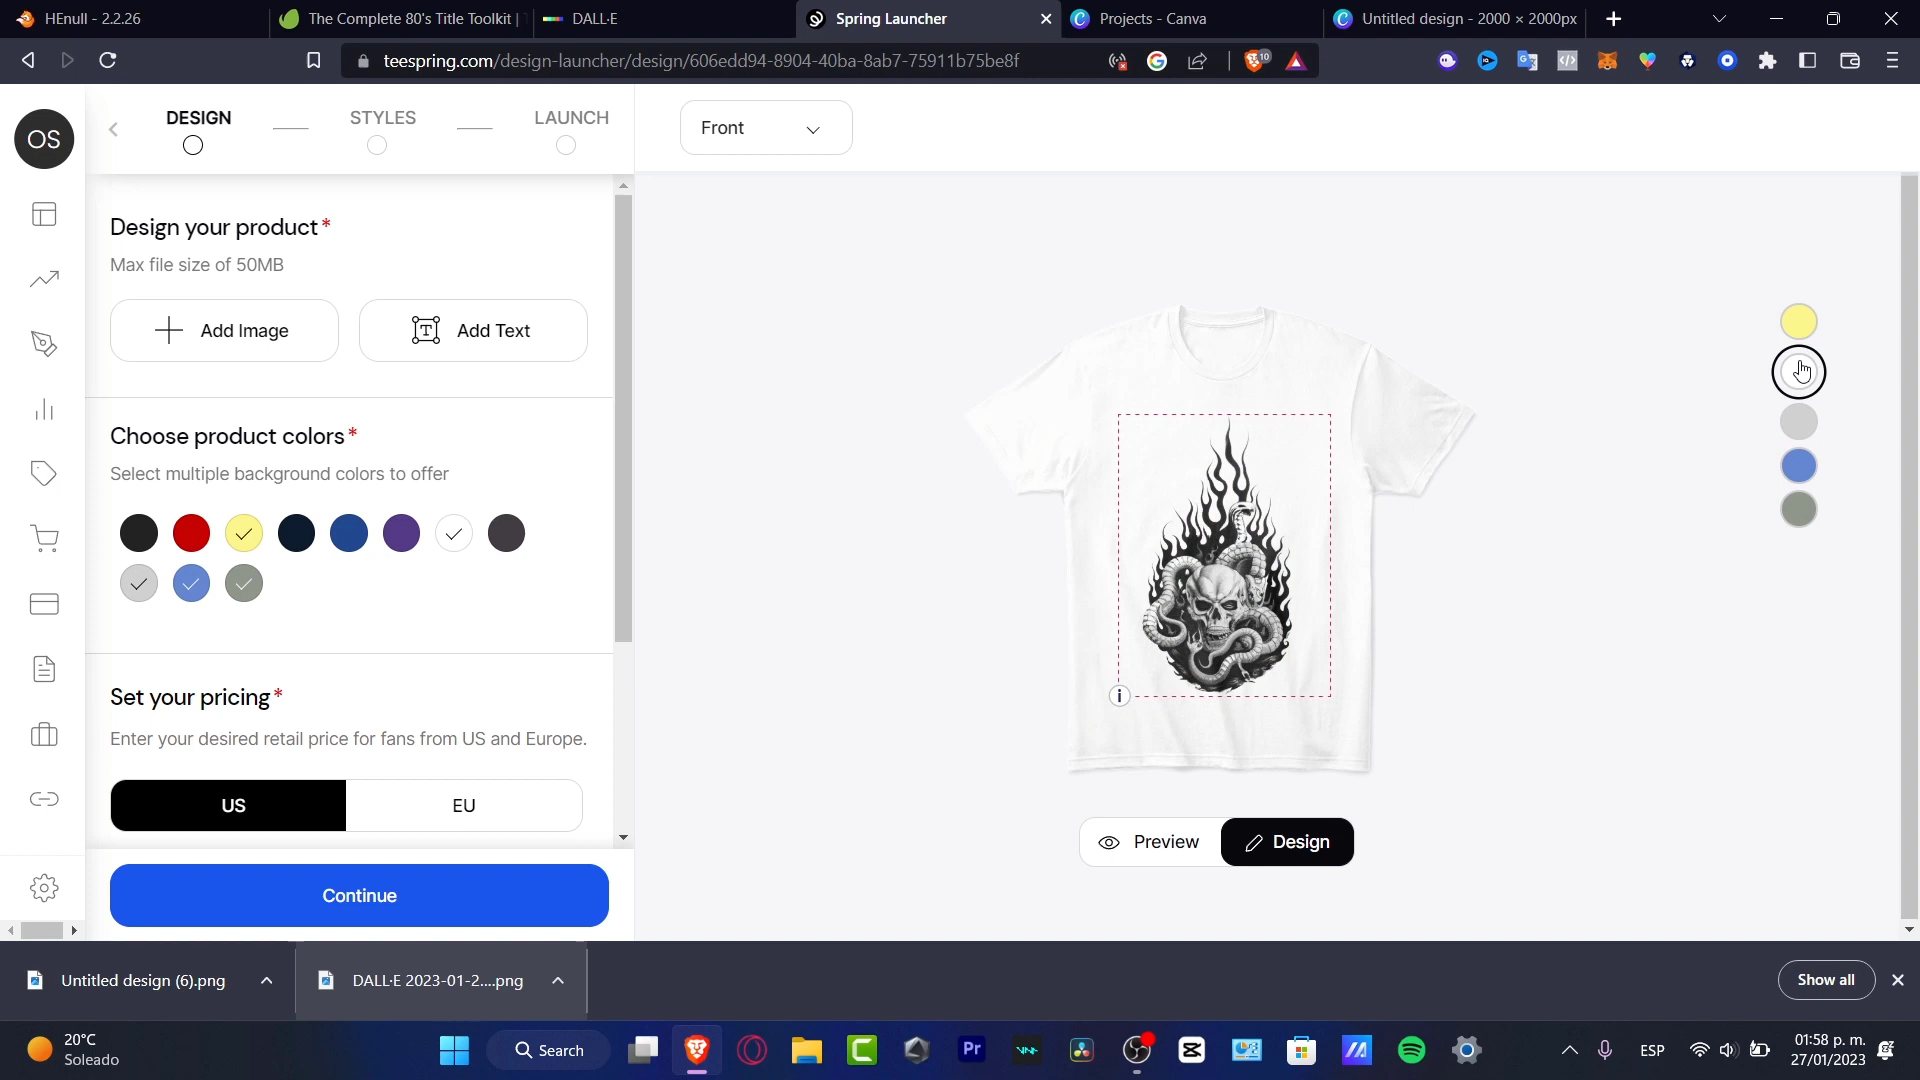 HEnull - 2.2.26
The Complete 80's Title Toolkit |
DALL·E
Spring Launcher
Projects - Canva
Untitled design - 2000 × 2000px
teespring.com/design-launcher/design/606edd94-8904-40ba-8ab7-75911b75be8f
10
OS
DESIGN
STYLES
LAUNCH
Front
Design your product*
Max file size of 50MB
Add Image
T
Add Text
Choose product colors*
Select multiple background colors to offer
Set your pricing*
Enter your desired retail price for fans from US and Europe.
US
EU
Continue
i
Preview
Design
Untitled design (6).png
DALL·E 2023-01-2....png
Show all
20°C
Soleado
Search
Pr
ESP
01:58 p. m.
27/01/2023